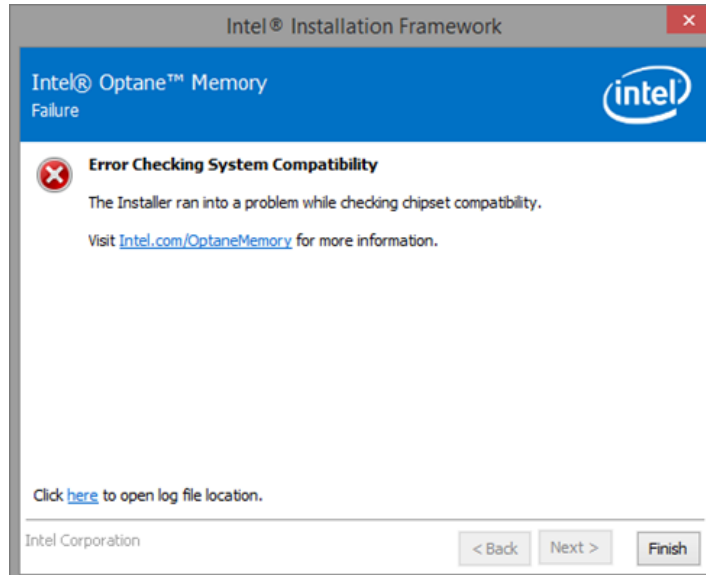 Intel® Installation Framework
Intel® Optane™ Memory
Failure
intel
Error Checking System Compatibility
The Installer ran into a problem while checking chipset compatibility.
Visit Intel.com/OptaneMemory for more information.
Click here to open log file location.
Intel Corporation
< Back Next > Finish